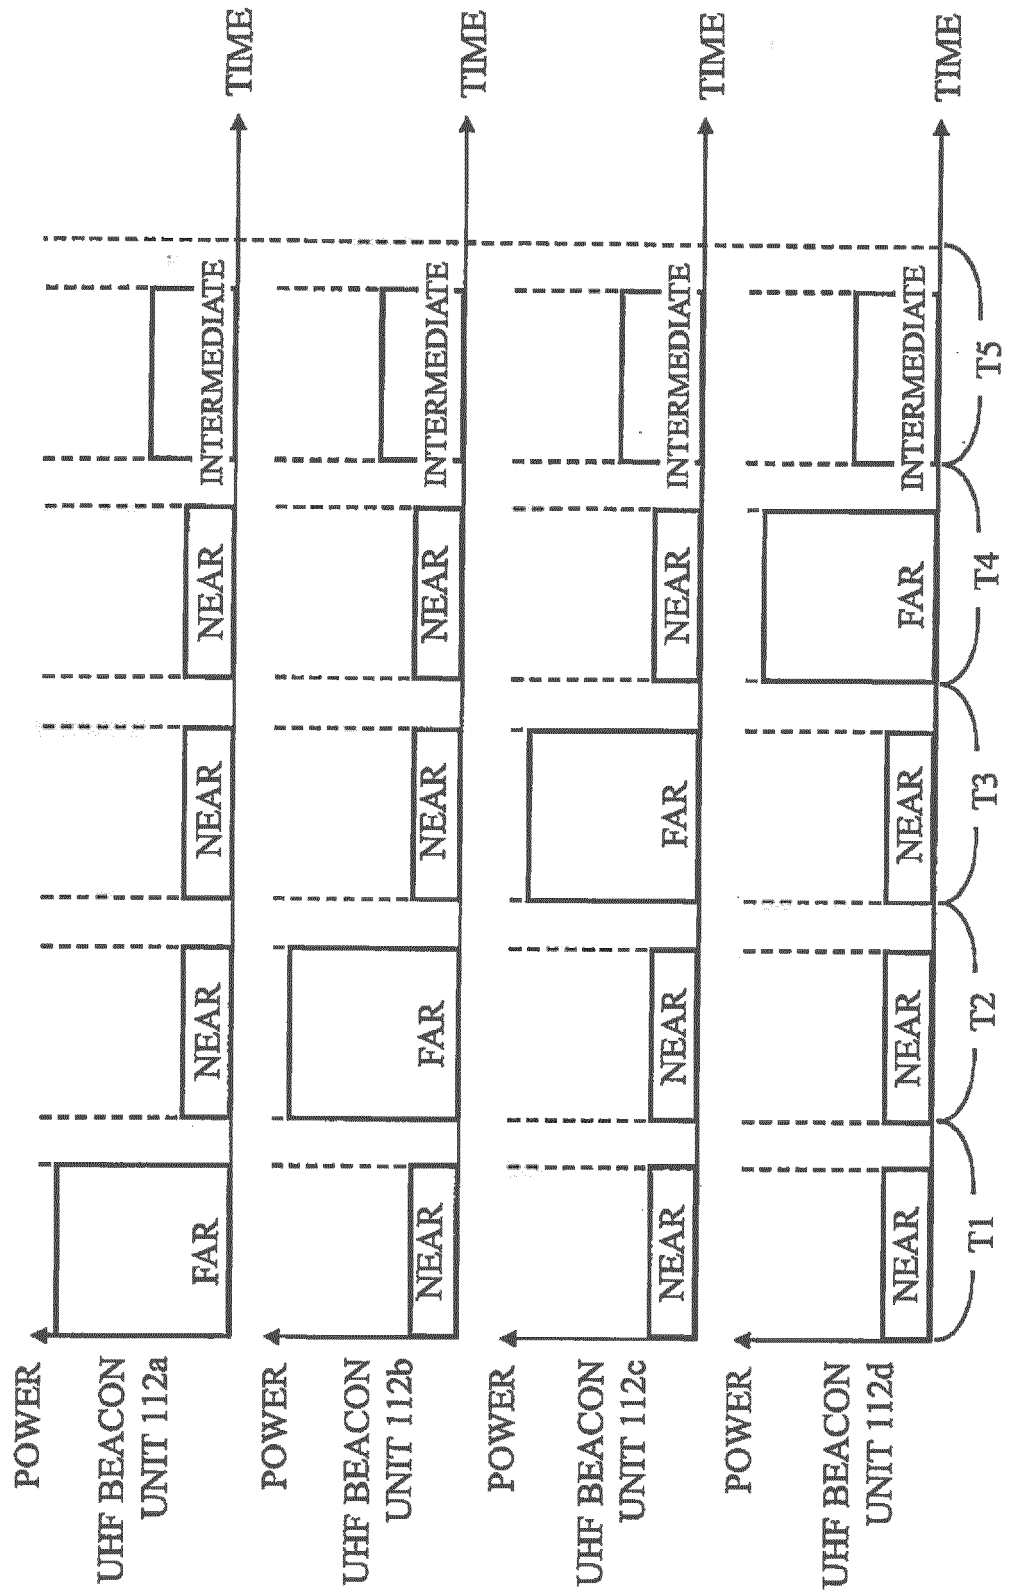 POWER
UHF BEACON
UNIT 112a
FAR
NEAR
NEAR
NEAR
INTERMEDIATE
TIME
POWER
UHF BEACON
UNIT 112b
NEAR
FAR
NEAR
NEAR
INTERMEDIATE
TIME
POWER
UHF BEACON
UNIT 112c
NEAR
NEAR
FAR
NEAR
INTERMEDIATE
TIME
POWER
UHF BEACON
UNIT 112d
NEAR
NEAR
NEAR
FAR
INTERMEDIATE
TIME
T1
T2
T3
T4
T5